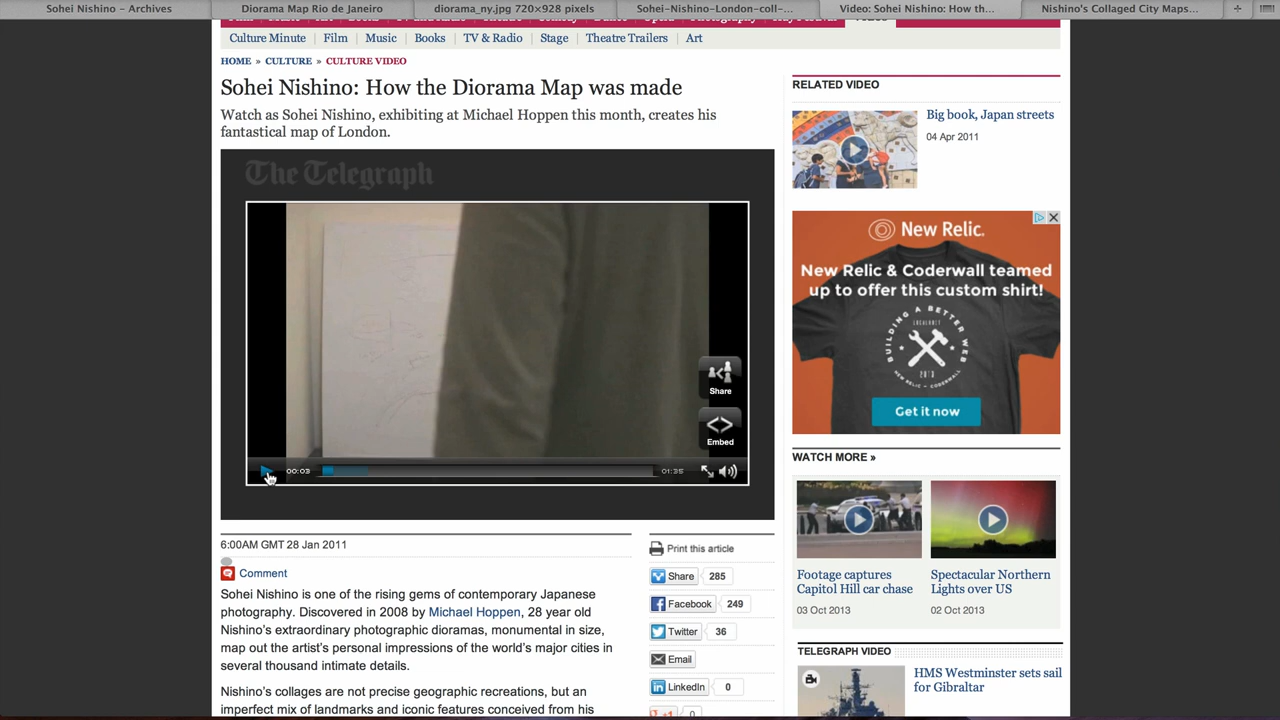 Sohei Nishino - Archives
Diorama Map Rio de Janeiro
diorama_ny.jpg 720×928 pixels
Sohei-Nishino-London-coll-...
Video: Sohei Nishino: How th...
Nishino's Collaged City Maps...
Culture Minute | Film | Music | Books | TV & Radio | Stage | Theatre Trailers | Art
HOME » CULTURE » CULTURE VIDEO
Sohei Nishino: How the Diorama Map was made
Watch as Sohei Nishino, exhibiting at Michael Hoppen this month, creates his
fantastical map of London.
The Telegraph
Share
Embed
00:03
01:35
6:00AM GMT 28 Jan 2011
Comment
Sohei Nishino is one of the rising gems of contemporary Japanese
photography. Discovered in 2008 by Michael Hoppen, 28 year old
Nishino's extraordinary photographic dioramas, monumental in size,
map out the artist's personal impressions of the world's major cities in
several thousand intimate details.
Nishino's collages are not precise geographic recreations, but an
imperfect mix of landmarks and iconic features conceived from his
Print this article
Share 285
Facebook 249
Twitter 36
Email
LinkedIn 0
+1 0
RELATED VIDEO
Big book, Japan streets
04 Apr 2011
New Relic.
New Relic & Coderwall teamed
up to offer this custom shirt!
BUILDING A BETTER WEB
2013
NEW RELIC - CODERWALL
Get it now
WATCH MORE »
Footage captures
Capitol Hill car chase
03 Oct 2013
Spectacular Northern
Lights over US
02 Oct 2013
TELEGRAPH VIDEO
HMS Westminster sets sail
for Gibraltar